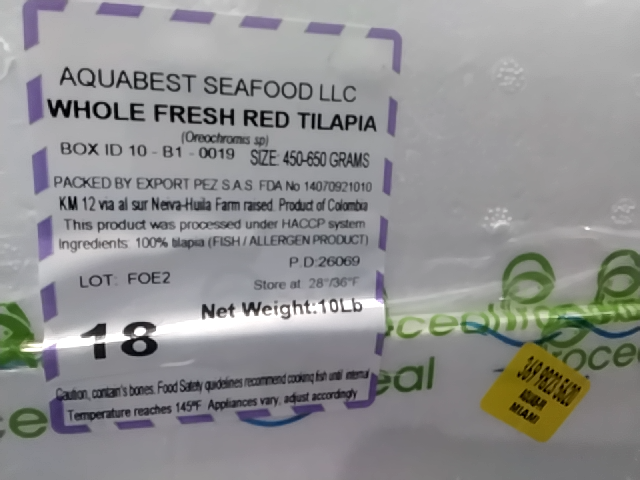 AQUABEST SEAFOOD LLC
WHOLE FRESH RED TILAPIA
(Oreochromis sp)
BOX ID 10 - B1 - 0019 SIZE: 450-650 GRAMS
PACKED BY EXPORT PEZ S.A.S FDA No 14070921010
KM 12 via al sur Neiva-Huila Farm raised. Product of Colombia
This product was processed under HACCP system
Ingredients: 100% tilapia (FISH / ALLERGEN PRODUCT)
P.D:26069
LOT: FOE2
Store at: 28°/36°F
Net Weight:10Lb
18
Caution, contain's bones. Food Safety guidelines recommend cooking fish until internal
Temperature reaches 145°F. Appliances vary, adjust accordingly
369 9823 5620
MIAMI